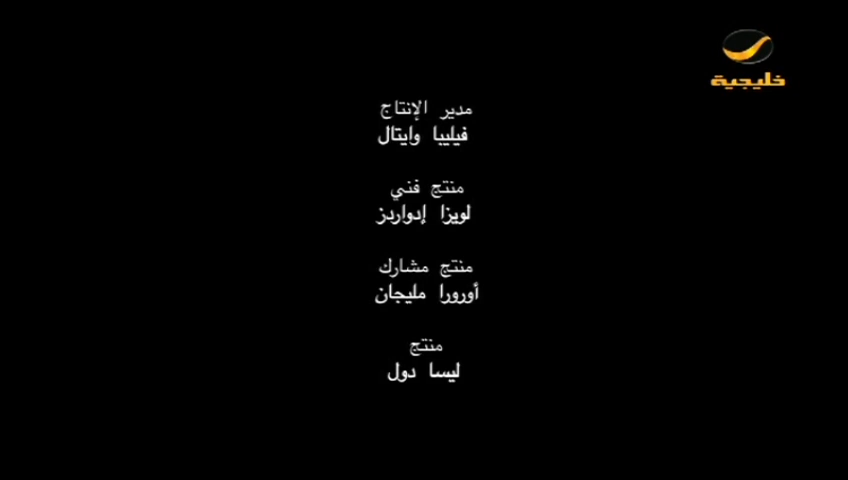 خليجية
مدير الإنتاج
فيليبا وايتال
منتج فني
لويزا إدواردز
منتج مشارك
أورورا مليجان
منتج
ليسا دول